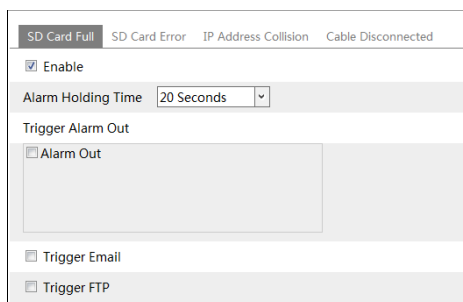 SD Card Full SD Card Error IP Address Collision Cable Disconnected
Enable
Alarm Holding Time 20 Seconds
Trigger Alarm Out
Alarm Out
Trigger Email
Trigger FTP